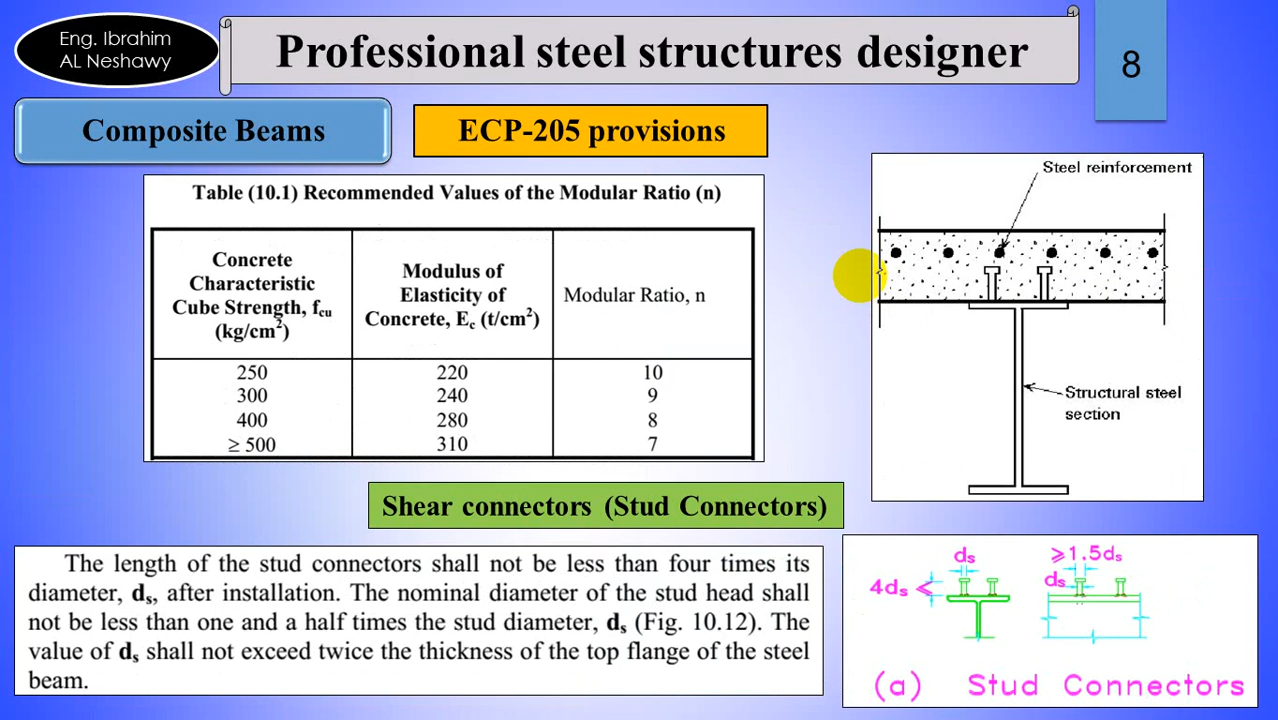 Eng. Ibrahim
AL Neshawy
Professional steel structures designer
8
Composite Beams
ECP-205 provisions
Table (10.1) Recommended Values of the Modular Ratio (n)
Concrete
Characteristic
Cube Strength, fcu
(kg/cm²)
Modulus of
Elasticity of
Concrete, Ec (t/cm²)
Modular Ratio, n
250 220 10
300 240 9
400 280 8
≥ 500 310 7
Steel reinforcement
Structural steel
section
Shear connectors (Stud Connectors)
The length of the stud connectors shall not be less than four times its
diameter, ds, after installation. The nominal diameter of the stud head shall
not be less than one and a half times the stud diameter, ds (Fig. 10.12). The
value of ds shall not exceed twice the thickness of the top flange of the steel
beam.
ds
⩾1.5ds
4ds ⩽
ds
(a) Stud Connectors